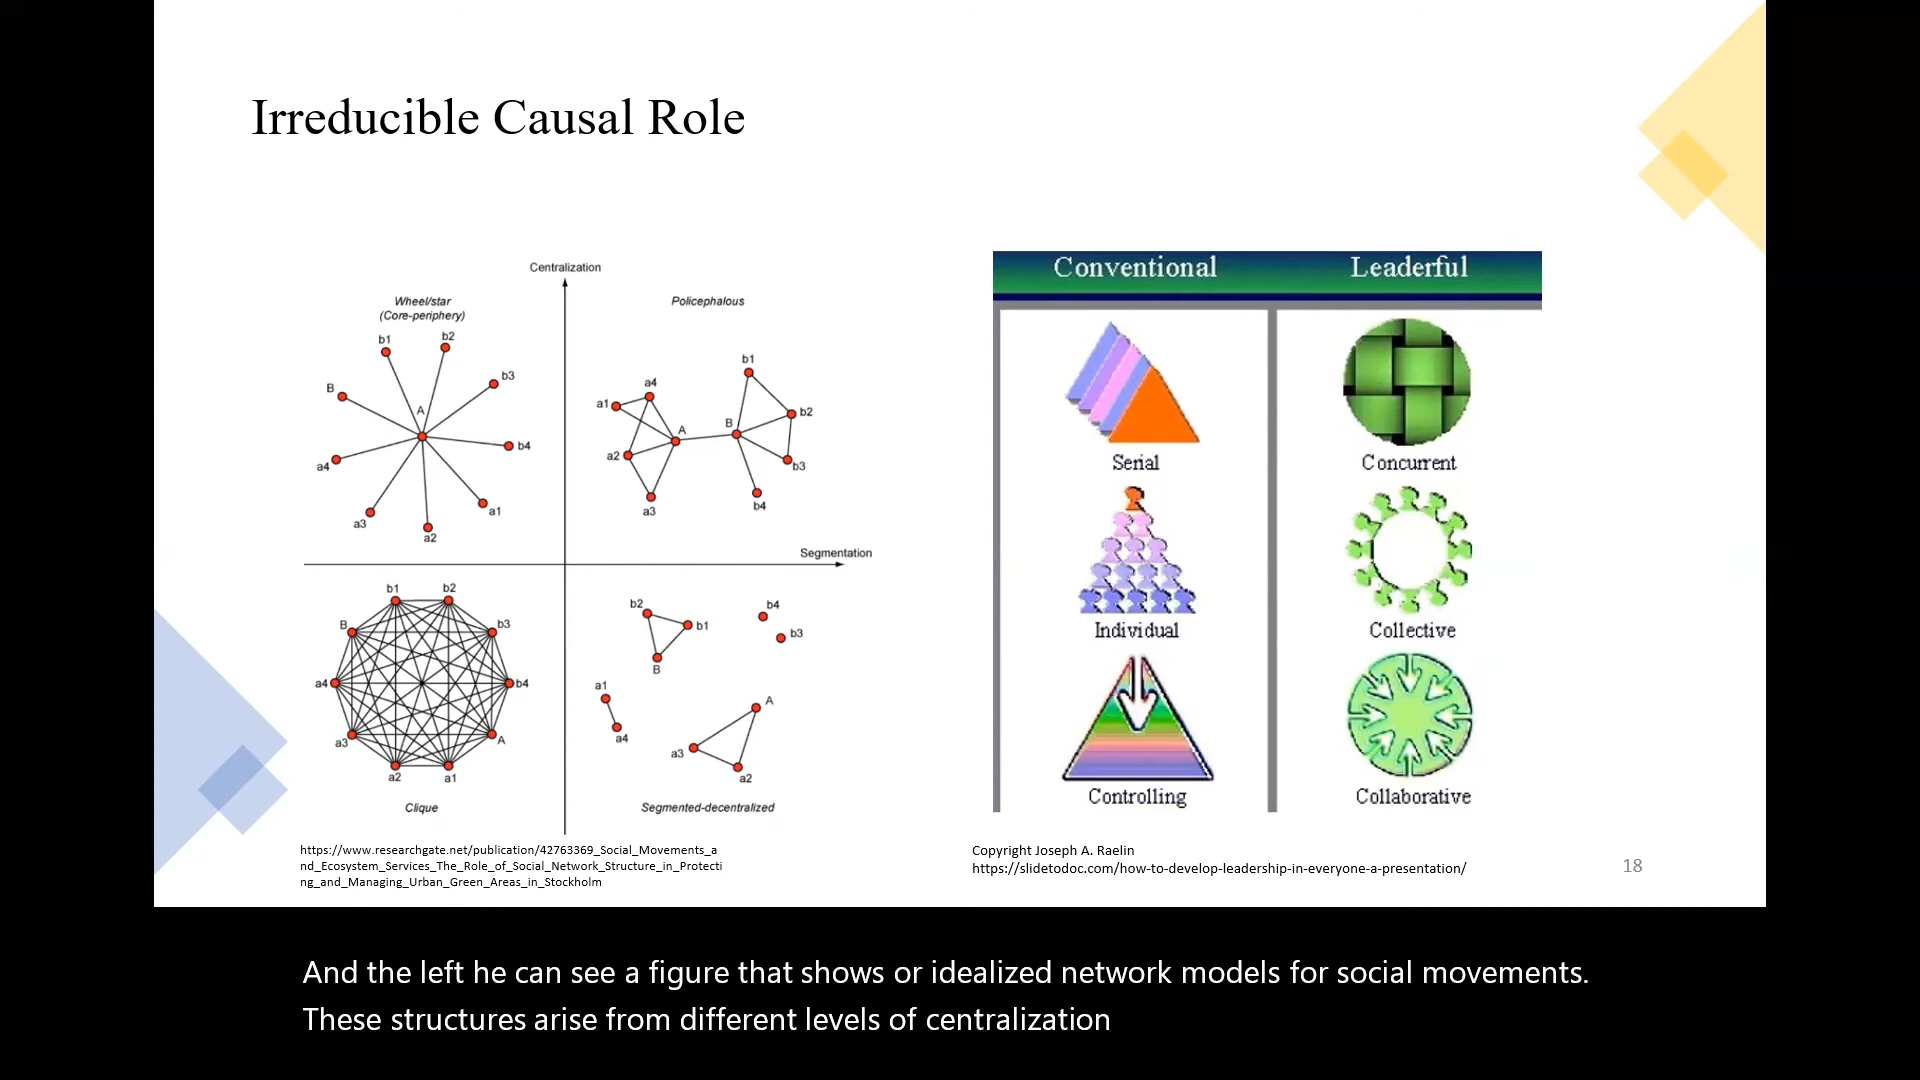 Irreducible Causal Role
Centralization
Wheel/star
(Core-periphery)
b1
b2
b3
B
A
b4
a4
a1
a3
a2
Policephalous
b1
a4
a1
b2
A
B
a2
b3
a3
b4
Segmentation
b1
b2
B
b3
a4
b4
a3
A
a2
a1
Clique
b2
b4
b1
b3
B
a1
A
a4
a3
a2
Segmented-decentralized
https://www.researchgate.net/publication/42763369_Social_Movements_a
nd_Ecosystem_Services_The_Role_of_Social_Network_Structure_in_Protecti
ng_and_Managing_Urban_Green_Areas_in_Stockholm
Conventional
Leaderful
Serial
Concurrent
Individual
Collective
Controlling
Collaborative
Copyright Joseph A. Raelin
https://slidetodoc.com/how-to-develop-leadership-in-everyone-a-presentation/
18
And the left he can see a figure that shows or idealized network models for social movements.
These structures arise from different levels of centralization